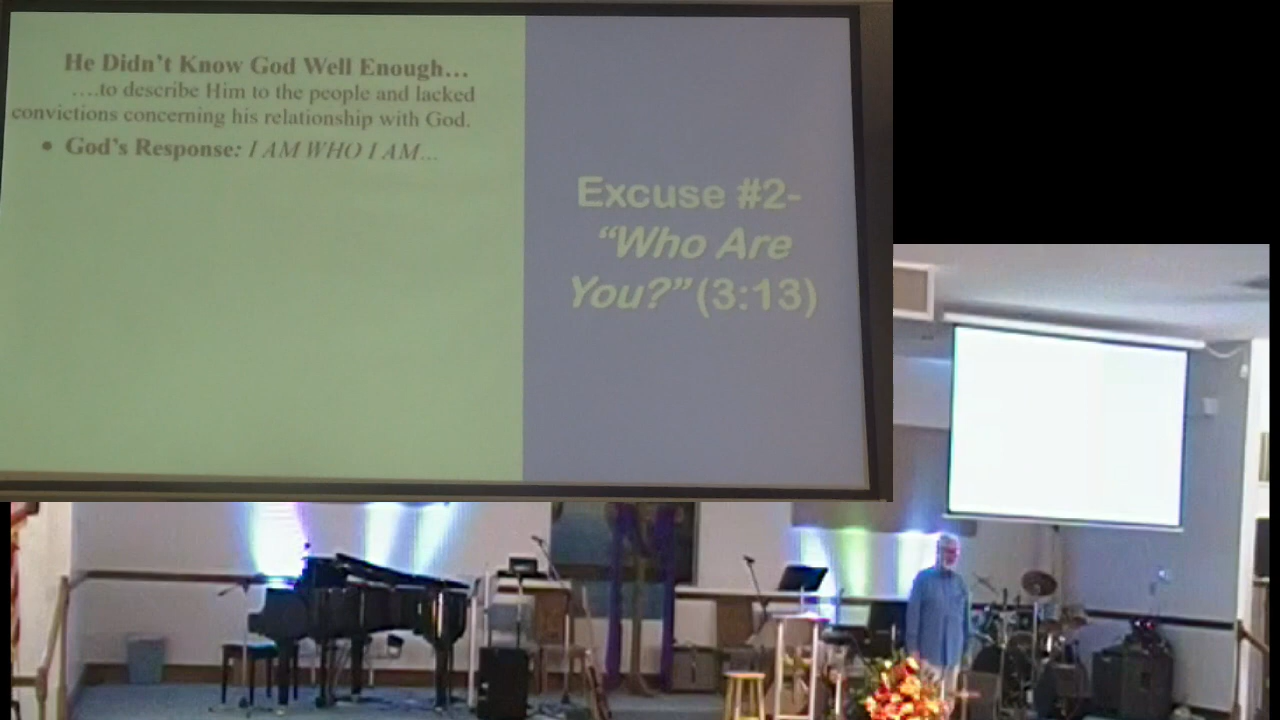 He Didn't Know God Well Enough…
….to describe Him to the people and lacked
convictions concerning his relationship with God.
• God's Response: I AM WHO I AM…
Excuse #2-
“Who Are
You?” (3:13)